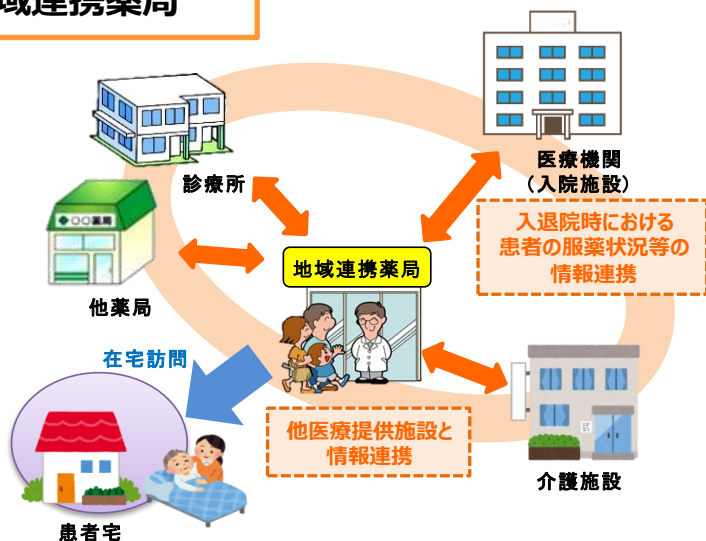 域連携薬局
診療所
医療機関
（入院施設）
○○薬局
入退院時における
患者の服薬状況等の
情報連携
地域連携薬局
他薬局
在宅訪問
他医療提供施設と
情報連携
介護施設
患者宅